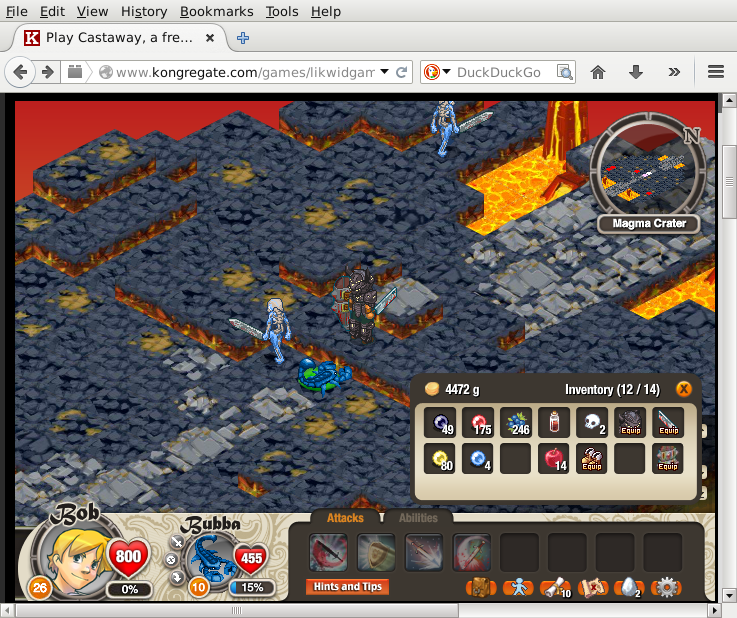 File Edit View History Bookmarks Tools Help
K Play Castaway, a fre...
www.kongregate.com/games/likwidgam
DuckDuckGo
N
Magma Crater
4472 g Inventory (12 / 14)
49 175 246 2 Equip Equip
80 4 14 Equip Equip
Bob
800
26 0%
Bubba
455
10 15%
Attacks Abilities
Hints and Tips
10 2